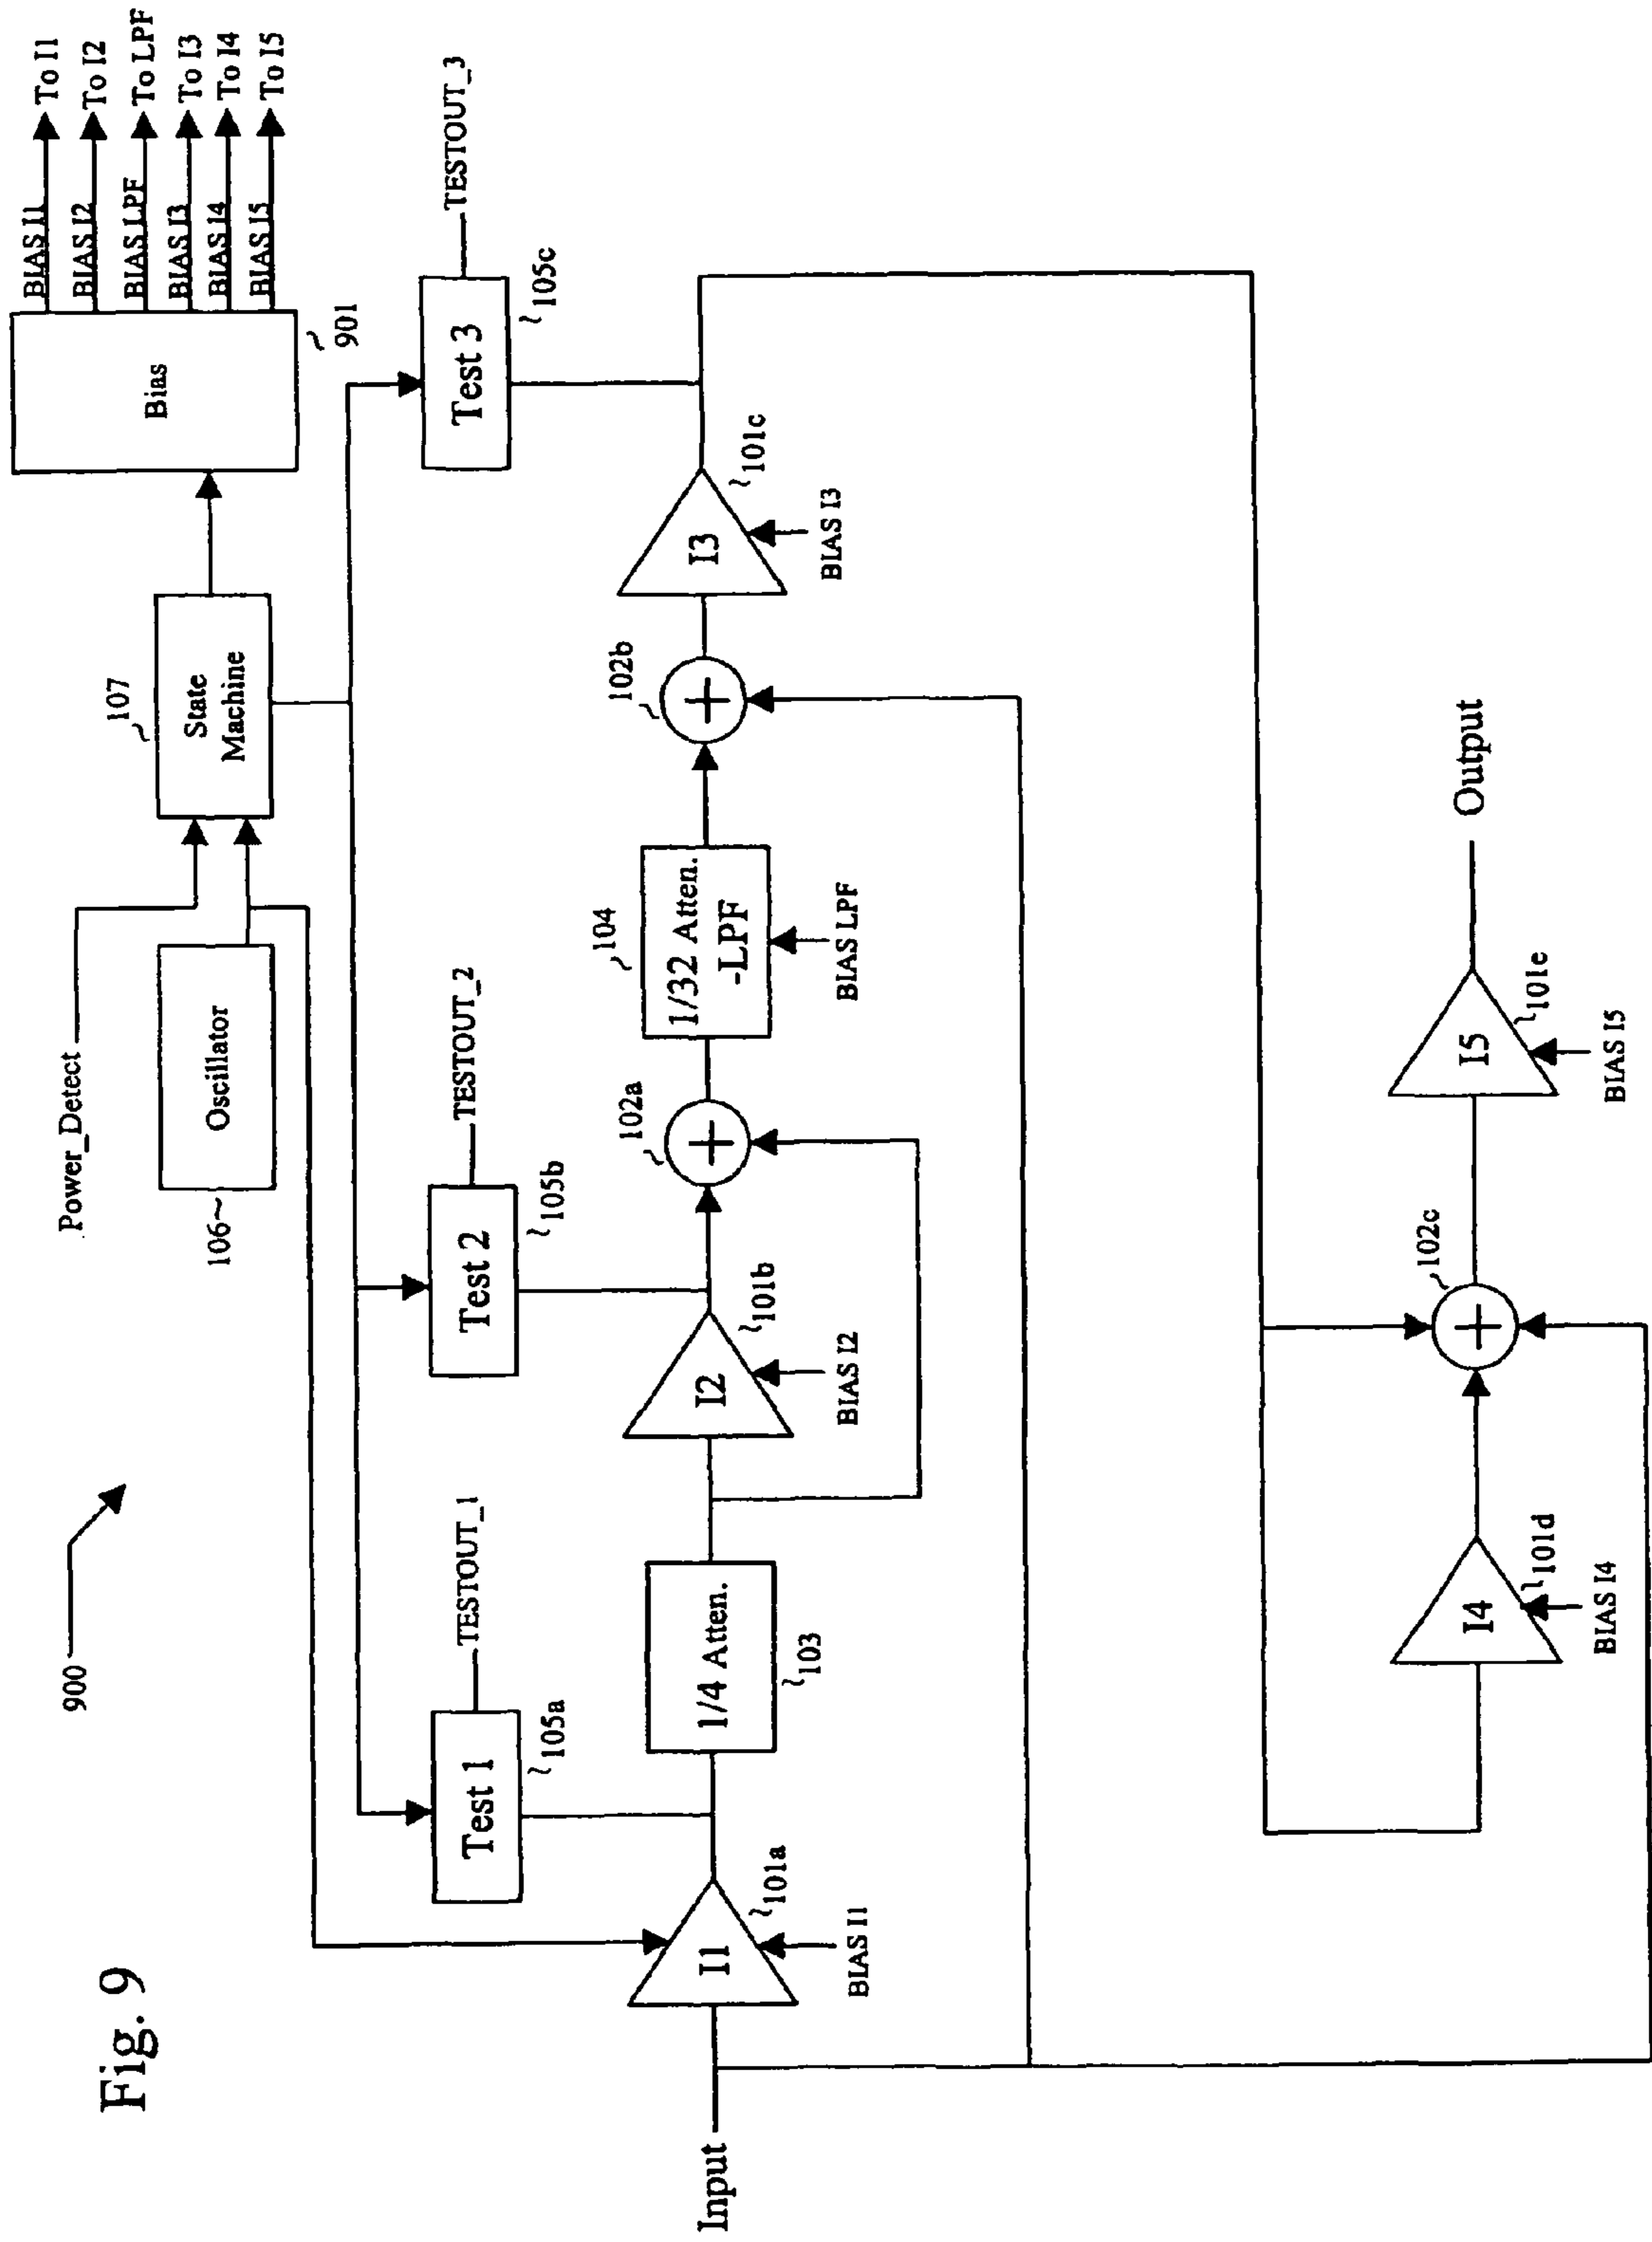 Fig. 9
900
Power_Detect
106
Oscillator
107
State
Machine
Bias
901
BIAS I1
To I1
BIAS I2
To I2
BIAS LPF
To LPF
BIAS I3
To I3
BIAS I4
To I4
BIAS I5
To I5
Test 1
TESTOUT_1
105a
Test 2
TESTOUT_2
105b
Test 3
TESTOUT_3
105c
Input
I1
101a
BIAS I1
1/4 Atten.
103
I2
101b
BIAS I2
102a
+
1/32 Atten.
-LPF
104
BIAS LPF
102b
+
I3
101c
BIAS I3
I4
101d
BIAS I4
102c
+
I5
101e
BIAS I5
Output